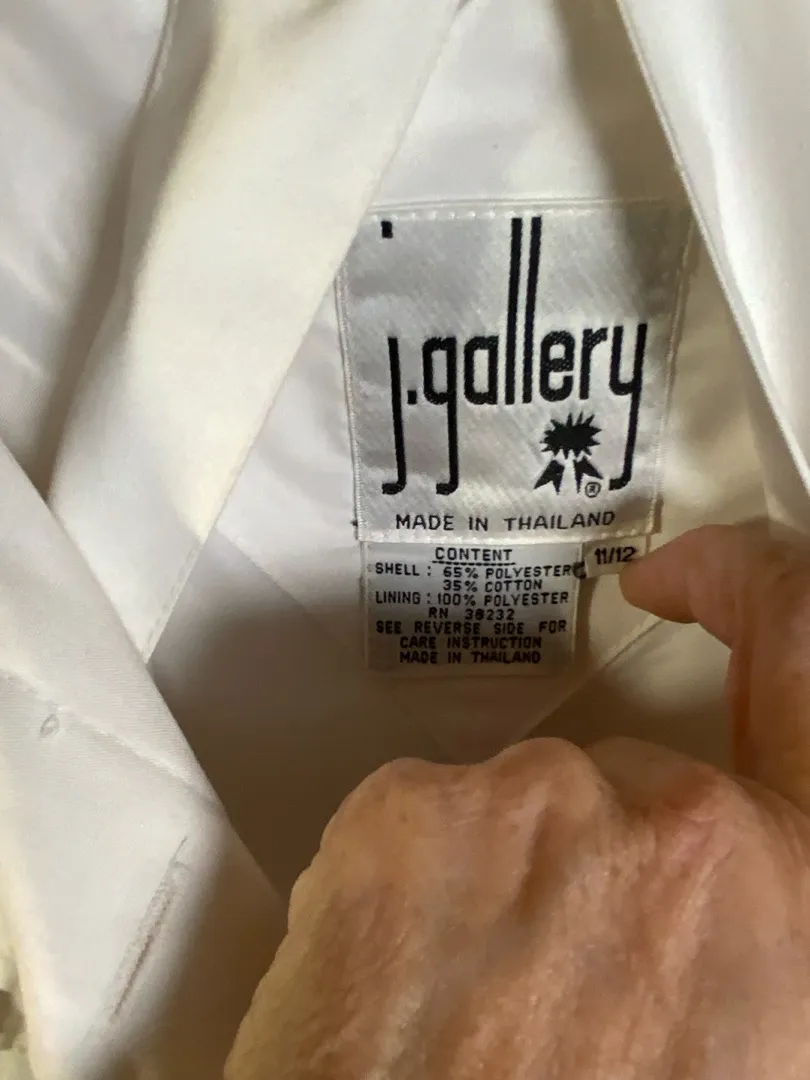 j.gallery
®
MADE IN THAILAND
CONTENT
11/12
SHELL : 65% POLYESTER
35% COTTON
LINING : 100% POLYESTER
RN 38232
SEE REVERSE SIDE FOR
CARE INSTRUCTION
MADE IN THAILAND